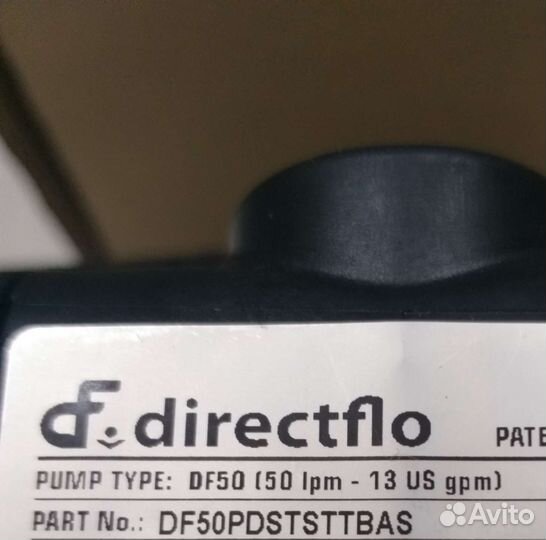 dF directflo
PATE
PUMP TYPE: DF50 (50 lpm - 13 US gpm)
PART No.: DF50PDSTSTTBAS
Avito